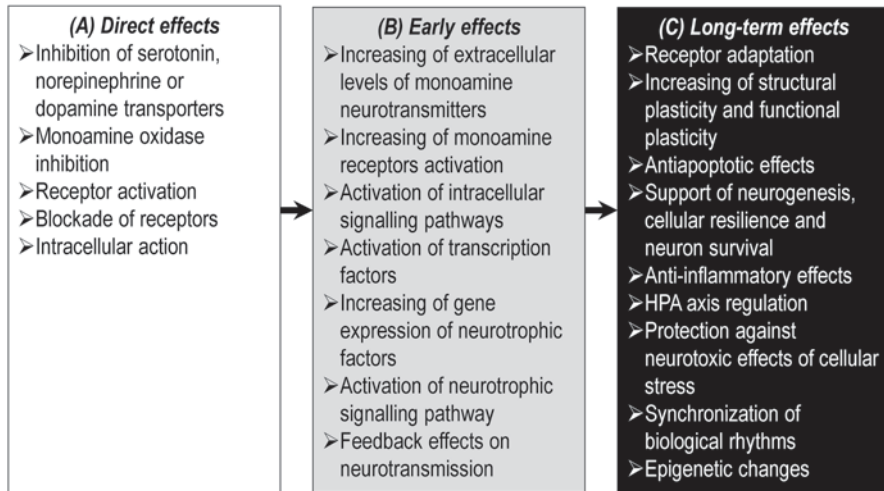 (A) Direct effects
➢Inhibition of serotonin,
norepinephrine or
dopamine transporters
➢Monoamine oxidase
inhibition
➢Receptor activation
➢Blockade of receptors
➢Intracellular action
(B) Early effects
➢Increasing of extracellular
levels of monoamine
neurotransmitters
➢Increasing of monoamine
receptors activation
➢Activation of intracellular
signalling pathways
➢Activation of transcription
factors
➢Increasing of gene
expression of neurotrophic
factors
➢Activation of neurotrophic
signalling pathway
➢Feedback effects on
neurotransmission
(C) Long-term effects
➢Receptor adaptation
➢Increasing of structural
plasticity and functional
plasticity
➢Antiapoptotic effects
➢Support of neurogenesis,
cellular resilience and
neuron survival
➢Anti-inflammatory effects
➢HPA axis regulation
➢Protection against
neurotoxic effects of cellular
stress
➢Synchronization of
biological rhythms
➢Epigenetic changes